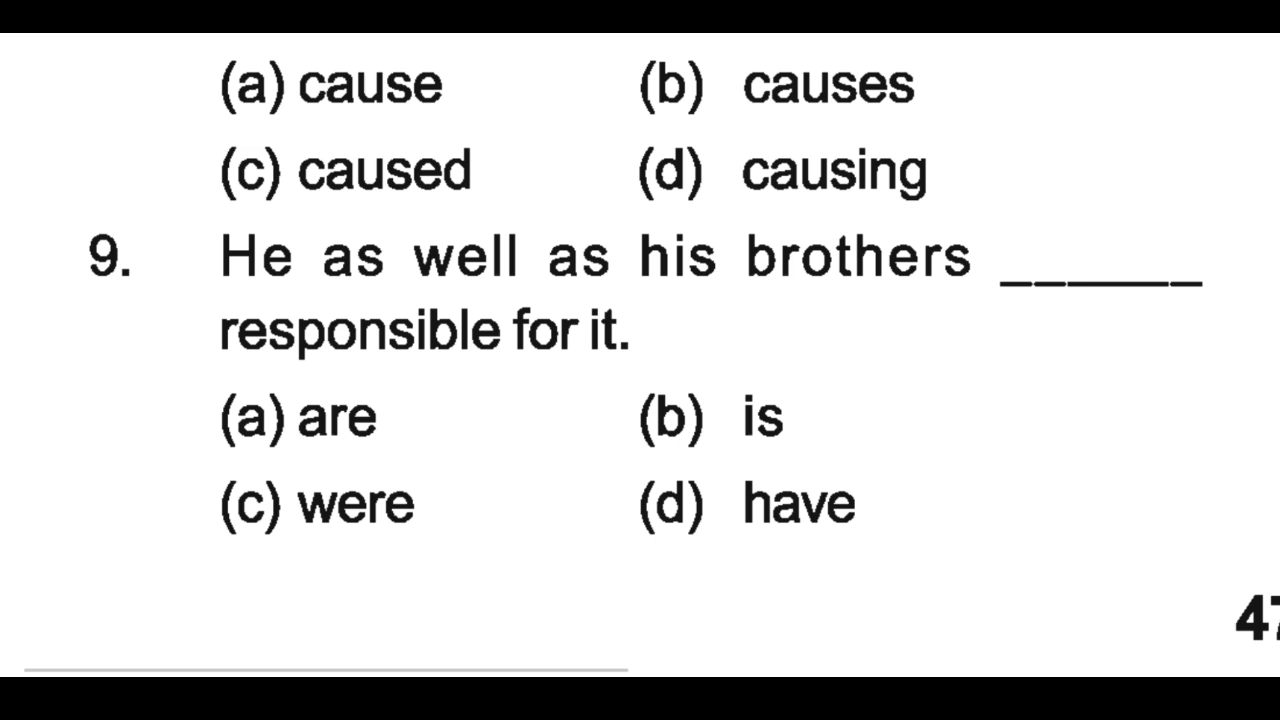 (a) cause (b) causes
(c) caused (d) causing
9. He as well as his brothers ______
responsible for it.
(a) are (b) is
(c) were (d) have